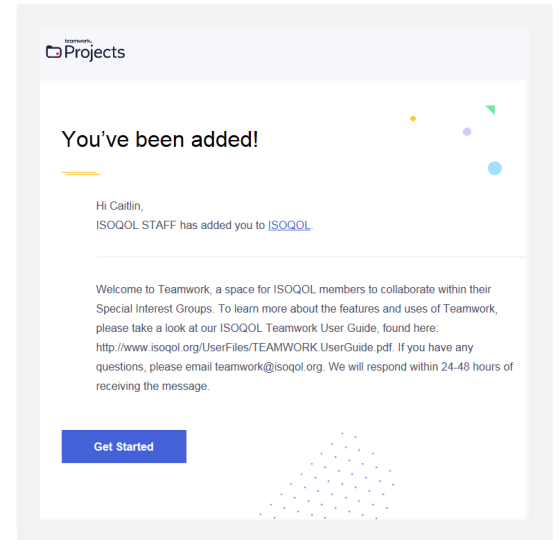 teamwork.
Projects
You've been added!
Hi Caitlin,
ISOQOL STAFF has added you to ISOQOL.
Welcome to Teamwork, a space for ISOQOL members to collaborate within their
Special Interest Groups. To learn more about the features and uses of Teamwork,
please take a look at our ISOQOL Teamwork User Guide, found here:
http://www.isoqol.org/UserFiles/TEAMWORK.UserGuide.pdf. If you have any
questions, please email teamwork@isoqol.org. We will respond within 24-48 hours of
receiving the message.
Get Started